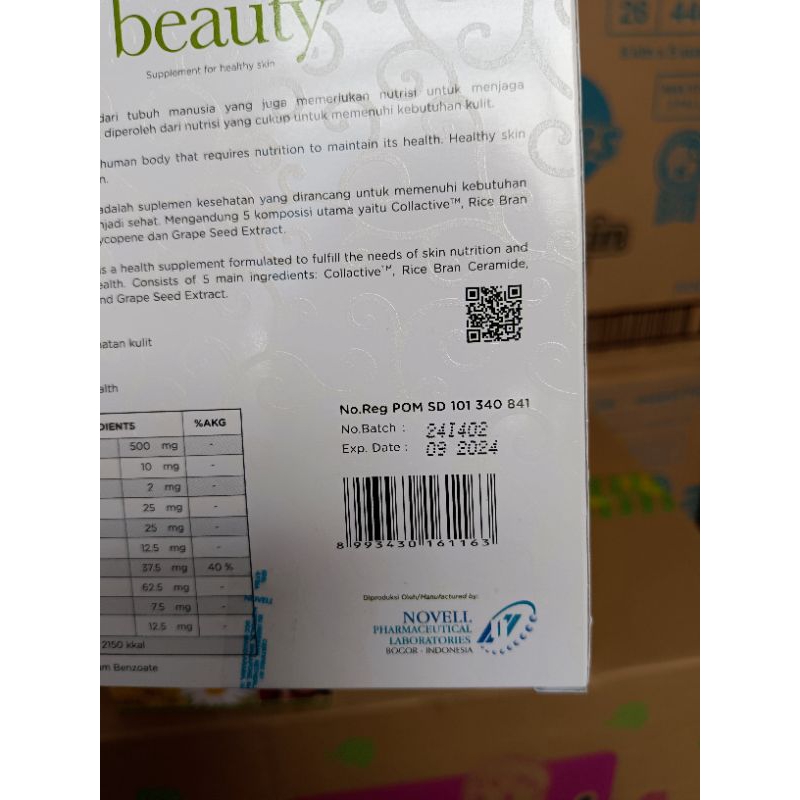 beauty
Supplement for healthy skin
dari tubuh manusia yang juga memerlukan nutrisi untuk menjaga
diperoleh dari nutrisi yang cukup untuk memenuhi kebutuhan kulit.
human body that requires nutrition to maintain its health. Healthy skin
n.
adalah suplemen kesehatan yang dirancang untuk memenuhi kebutuhan
njadi sehat. Mengandung 5 komposisi utama yaitu Collactive™, Rice Bran
ycopene dan Grape Seed Extract.
s a health supplement formulated to fulfill the needs of skin nutrition and
ealth. Consists of 5 main ingredients: Collactive™, Rice Bran Ceramide,
nd Grape Seed Extract.
atan kulit
alth
DIENTS %AKG
500 mg -
10 mg -
2 mg -
25 mg -
25 mg -
12.5 mg -
37.5 mg 40 %
62.5 mg -
7.5 mg -
12.5 mg -
2150 kkal
m Benzoate
No.Reg POM SD 101 340 841
No.Batch : 241402
Exp. Date : 09 2024
8 993430 161163
Diproduksi Oleh/Manufactured by:
NOVELL
PHARMACEUTICAL
LABORATORIES
BOGOR - INDONESIA
26 44